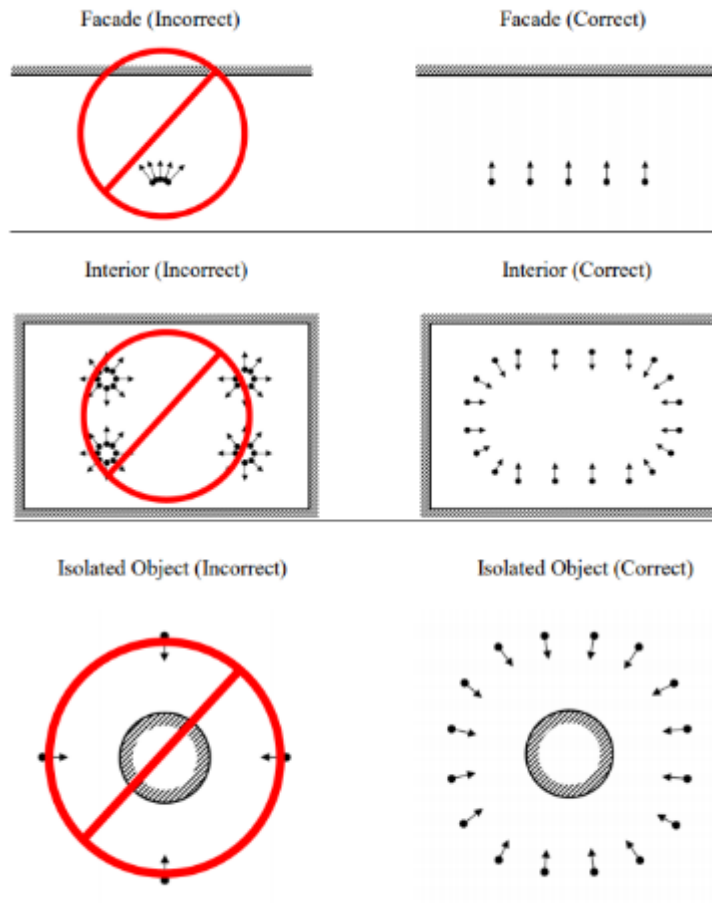 Facade (Incorrect)
Facade (Correct)
Interior (Incorrect)
Interior (Correct)
Isolated Object (Incorrect)
Isolated Object (Correct)